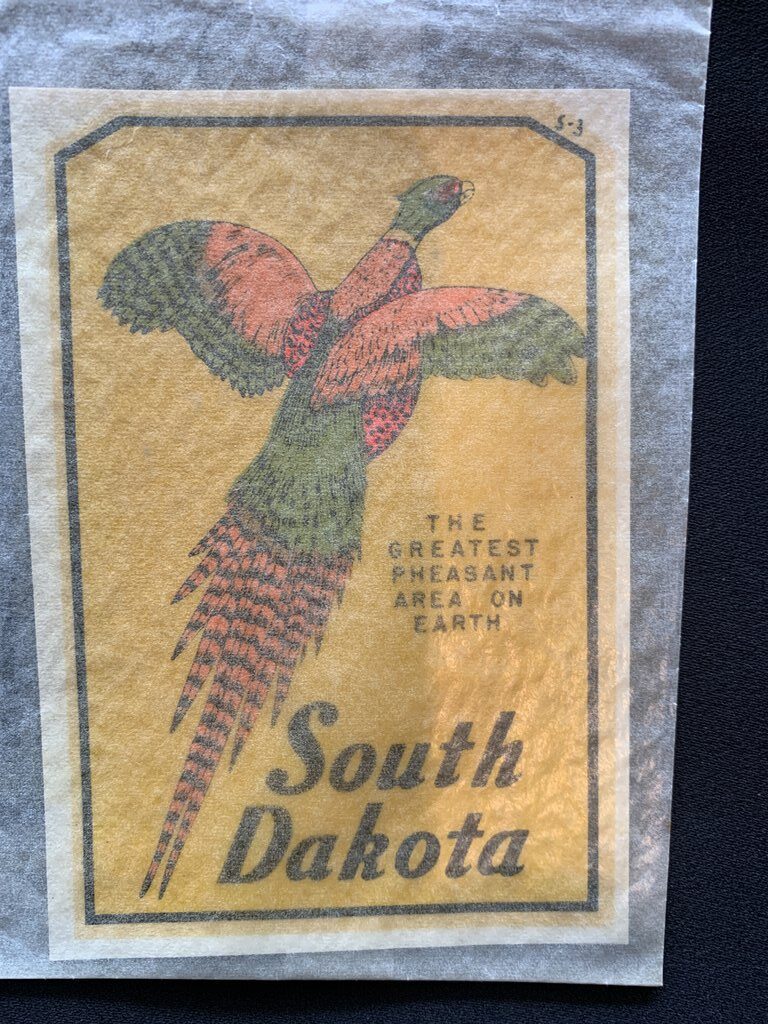 S-3
THE
GREATEST
PHEASANT
AREA ON
EARTH
South
Dakota